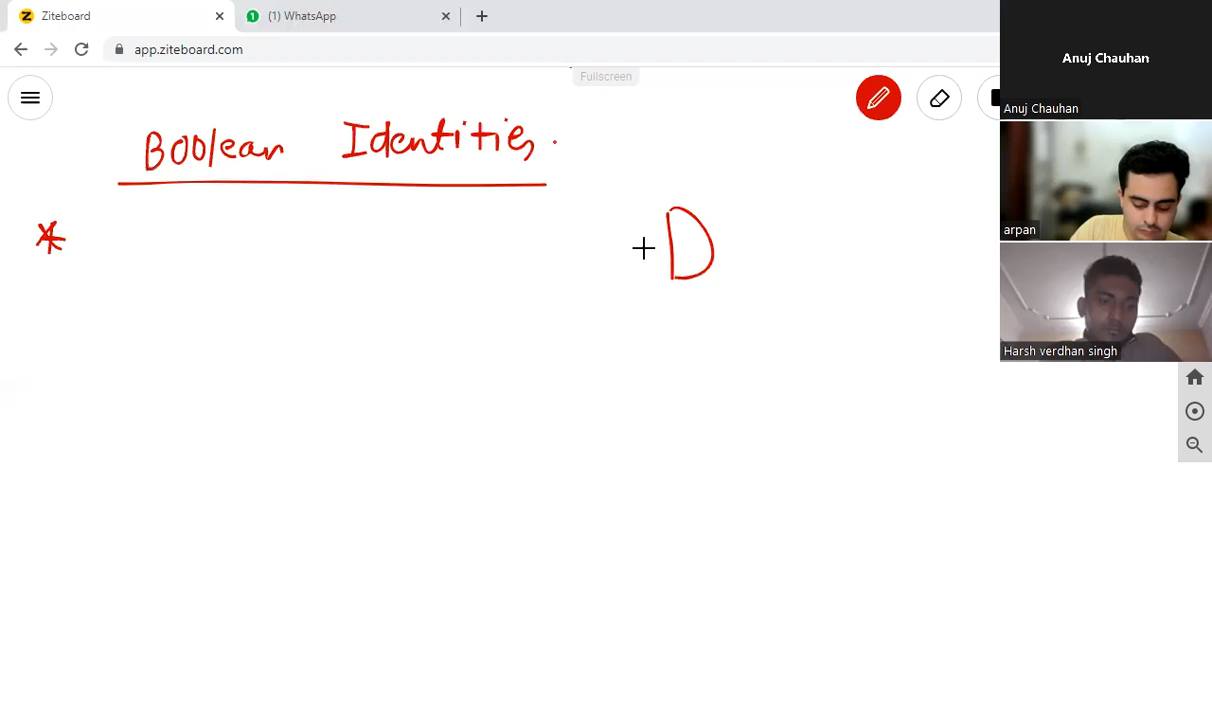 Ziteboard
(1) WhatsApp
app.ziteboard.com
Fullscreen
Boolean Identities
*
D
Anuj Chauhan
Anuj Chauhan
arpan
Harsh verdhan singh